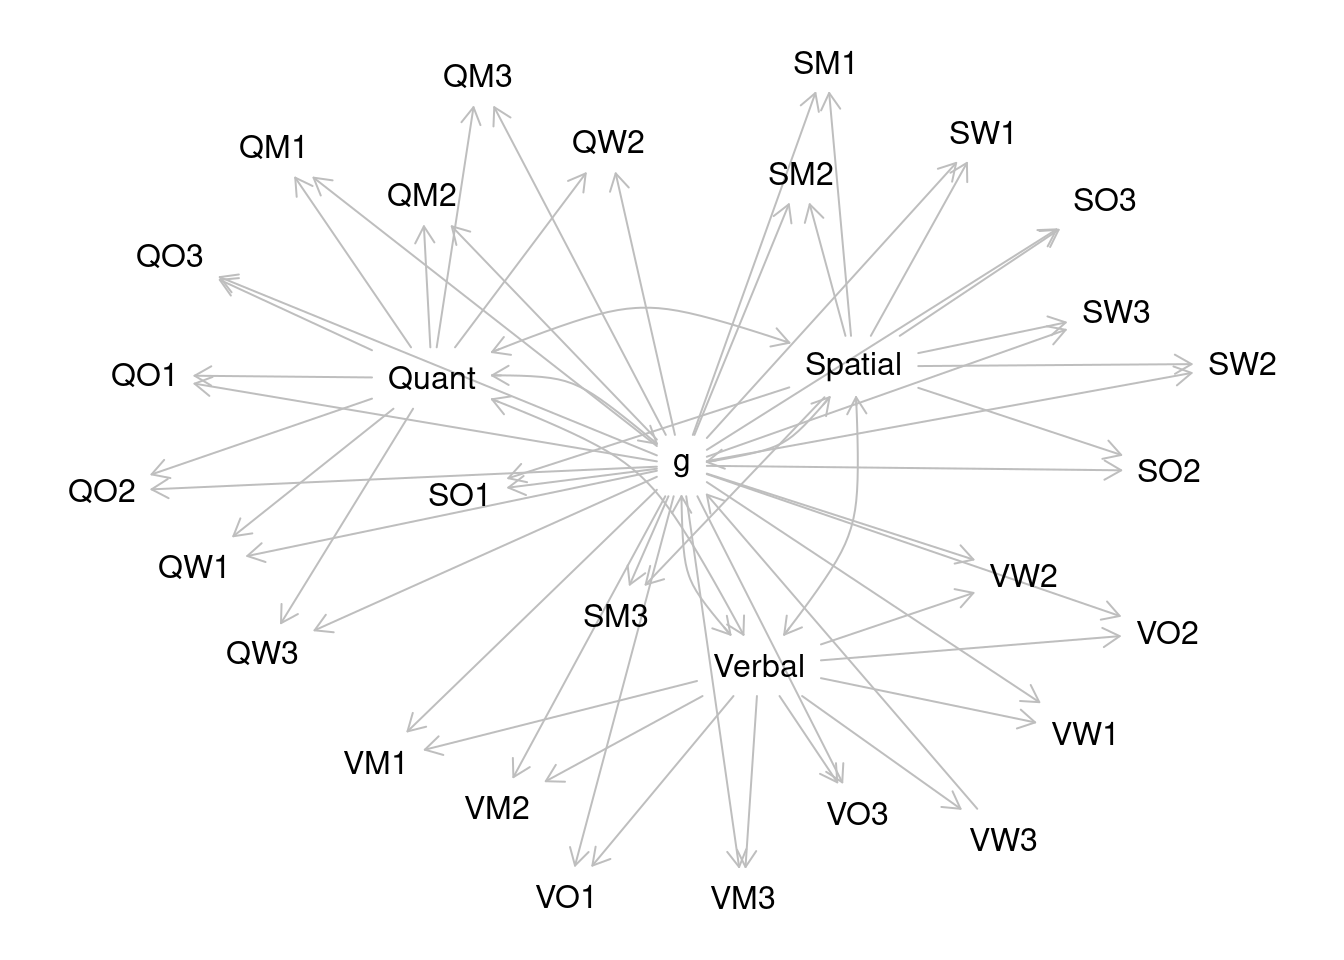 SM1
QM3
SW1
QW2
QM1
SM2
QM2
SO3
QO3
SW3
Spatial
SW2
QO1
Quant
g
SO2
QO2
SO1
QW1
VW2
SM3
VO2
QW3
Verbal
VW1
VM1
VM2
VO3
VW3
VO1
VM3